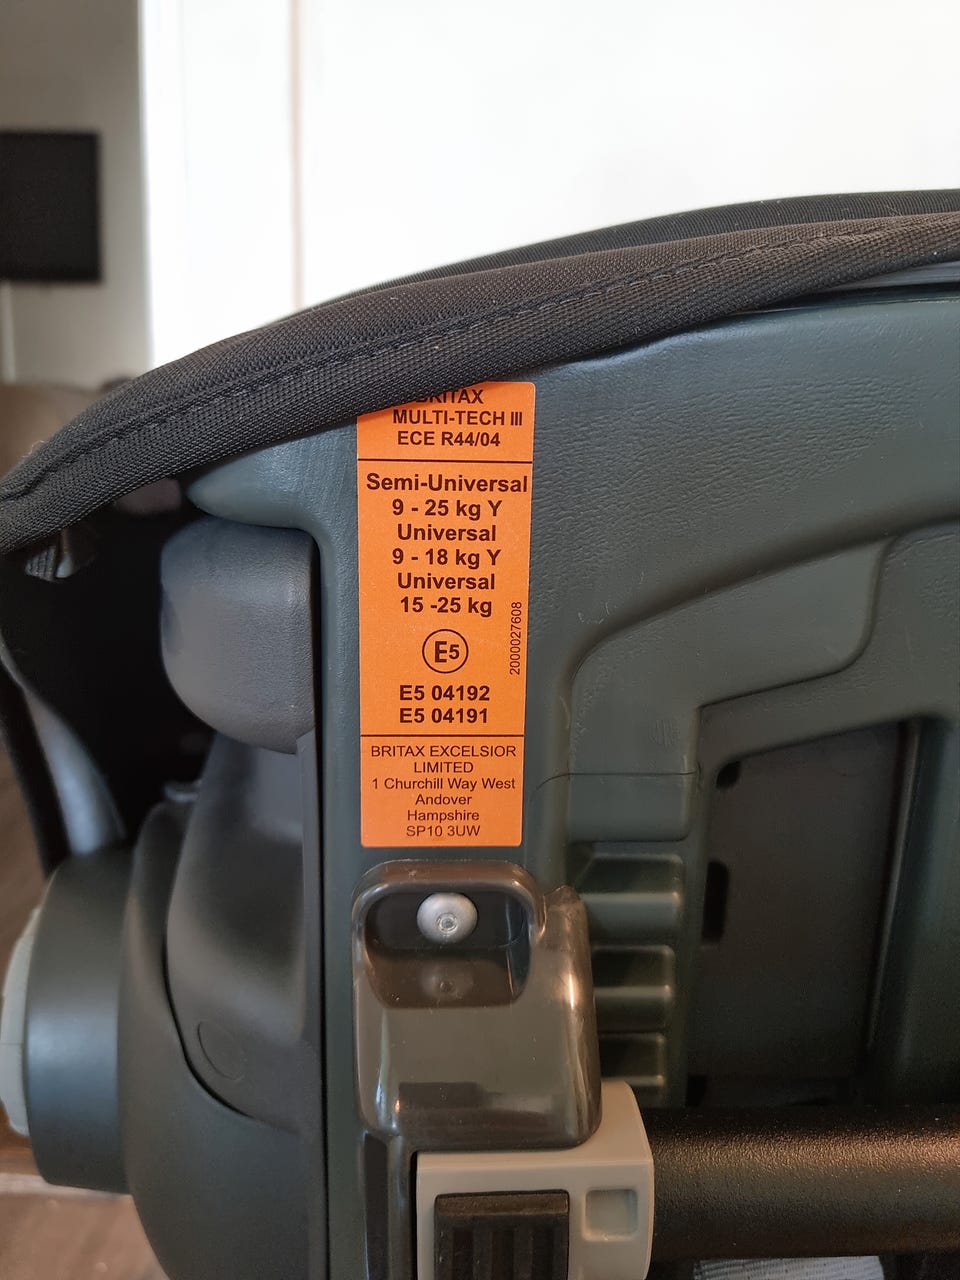 BRITAX
MULTI-TECH III
ECE R44/04
Semi-Universal
9 - 25 kg Y
Universal
9 - 18 kg Y
Universal
15 -25 kg
2000027608
E5
E5 04192
E5 04191
BRITAX EXCELSIOR
LIMITED
1 Churchill Way West
Andover
Hampshire
SP10 3UW